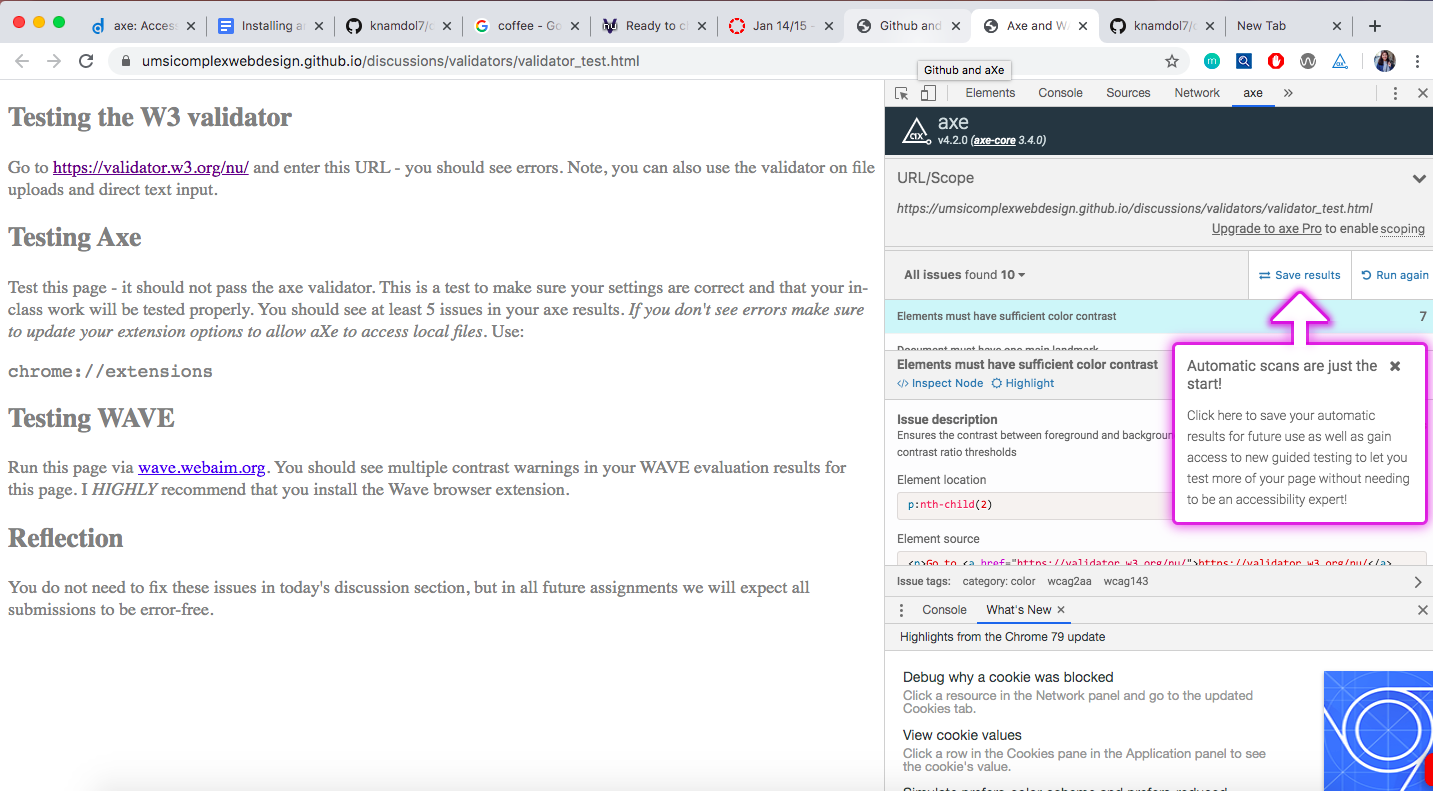 axe: Acces
Installing a
knamdol7/c
coffee - Go
Ready to cl
Jan 14/15 -
Github and
Axe and W
knamdol7/c
New Tab
umsicomplexwebdesign.github.io/discussions/validators/validator_test.html
Github and aXe
Testing the W3 validator
Go to https://validator.w3.org/nu/ and enter this URL - you should see errors. Note, you can also use the validator on file
uploads and direct text input.
Testing Axe
Test this page - it should not pass the axe validator. This is a test to make sure your settings are correct and that your in-
class work will be tested properly. You should see at least 5 issues in your axe results. If you don't see errors make sure
to update your extension options to allow aXe to access local files. Use:
chrome://extensions
Testing WAVE
Run this page via wave.webaim.org. You should see multiple contrast warnings in your WAVE evaluation results for
this page. I HIGHLY recommend that you install the Wave browser extension.
Reflection
You do not need to fix these issues in today's discussion section, but in all future assignments we will expect all
submissions to be error-free.
Elements Console Sources Network axe »
axe
v4.2.0 (axe-core 3.4.0)
URL/Scope
https://umsicomplexwebdesign.github.io/discussions/validators/validator_test.html
Upgrade to axe Pro to enable scoping
All issues found 10
Save results
Run again
Elements must have sufficient color contrast 7
Document must have one main landmark
Elements must have sufficient color contrast
</> Inspect Node Highlight
Issue description
Ensures the contrast between foreground and backgroun
contrast ratio thresholds
Element location
p:nth-child(2)
Element source
<p>Go to <a href="https://validator.w3.org/nu/">https://validator.w3.org/nu/</a>
Automatic scans are just the
start!
Click here to save your automatic
results for future use as well as gain
access to new guided testing to let you
test more of your page without needing
to be an accessibility expert!
Issue tags: category: color wcag2aa wcag143
Console What's New
Highlights from the Chrome 79 update
Debug why a cookie was blocked
Click a resource in the Network panel and go to the updated
Cookies tab.
View cookie values
Click a row in the Cookies pane in the Application panel to see
the cookie's value.
Simulate prefers-color-scheme and prefers-reduced